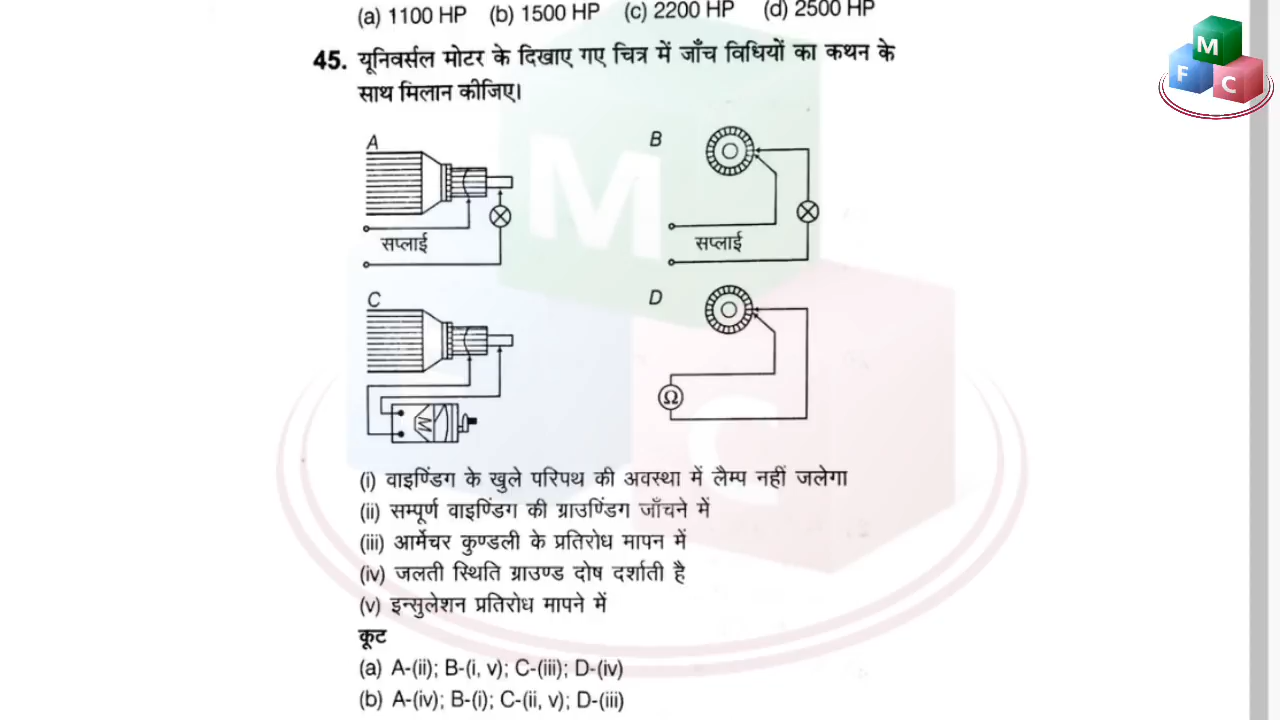 (a) 1100 HP (b) 1500 HP (c) 2200 HP (d) 2500 HP
45. यूनिवर्सल मोटर के दिखाए गए चित्र में जाँच विधियों का कथन के
साथ मिलान कीजिए।
A
B
सप्लाई
सप्लाई
C
D
M
Ω
(i) वाइण्डिंग के खुले परिपथ की अवस्था में लैम्प नहीं जलेगा
(ii) सम्पूर्ण वाइण्डिंग की ग्राउण्डिंग जाँचने में
(iii) आर्मेचर कुण्डली के प्रतिरोध मापन में
(iv) जलती स्थिति ग्राउण्ड दोष दर्शाती है
(v) इन्सुलेशन प्रतिरोध मापने में
कूट
(a) A-(ii); B-(i, v); C-(iii); D-(iv)
(b) A-(iv); B-(i); C-(ii, v); D-(iii)
M
F C
M
C